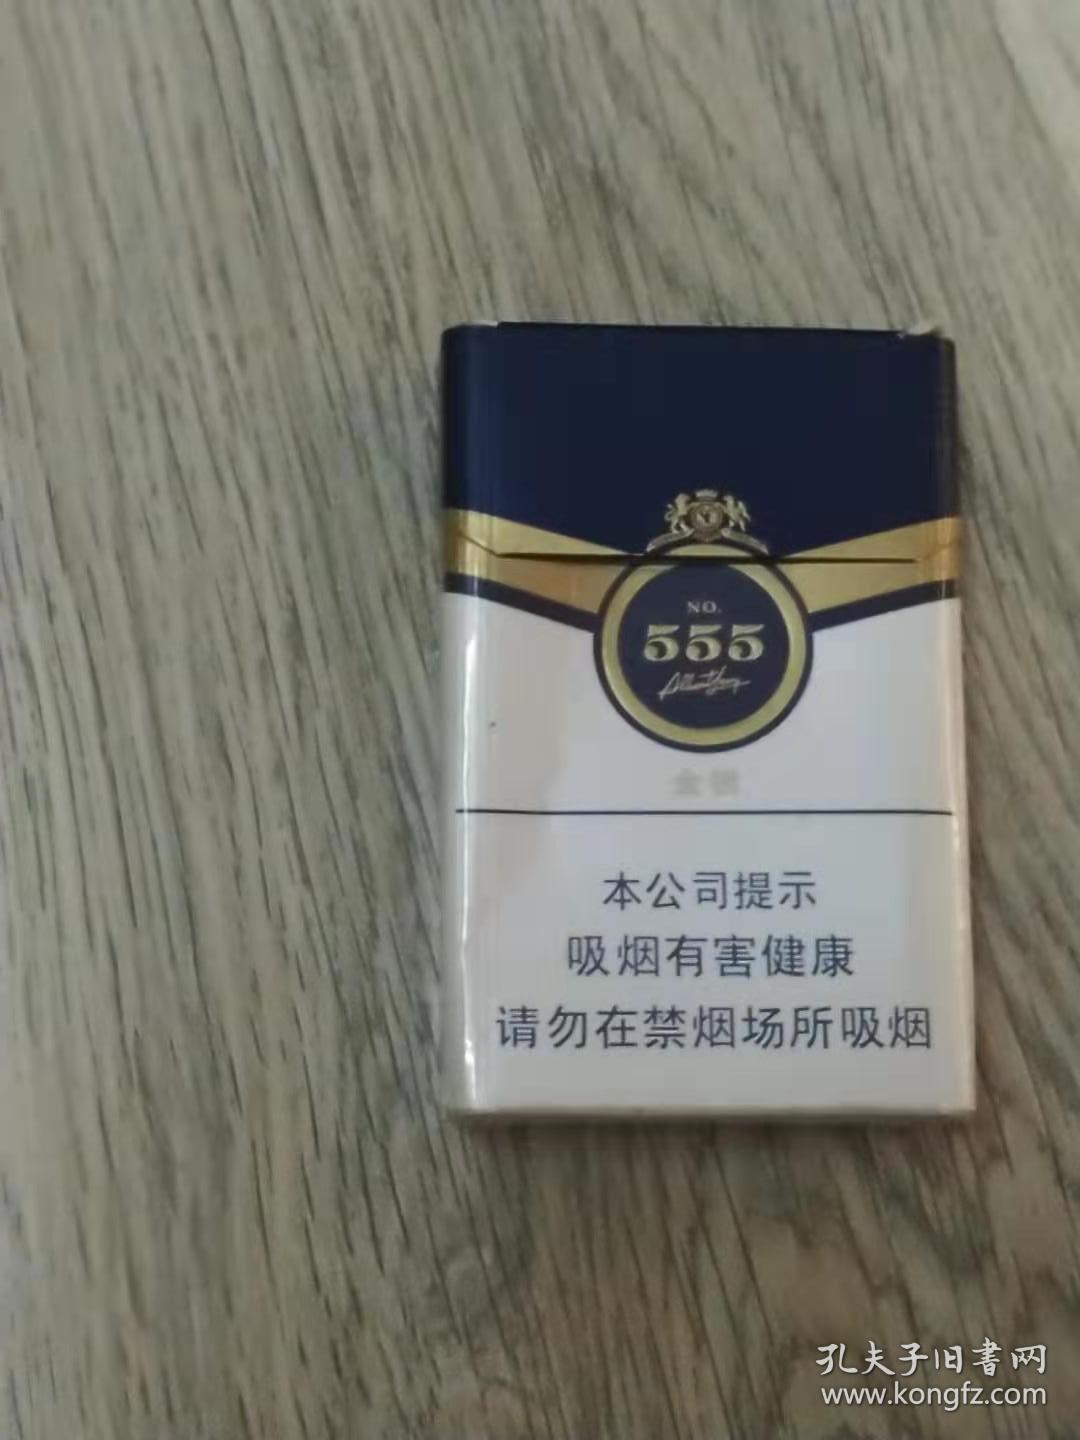 NO.
555
本公司提示
吸烟有害健康
请勿在禁烟场所吸烟
孔夫子旧書网
www.kongfz.com